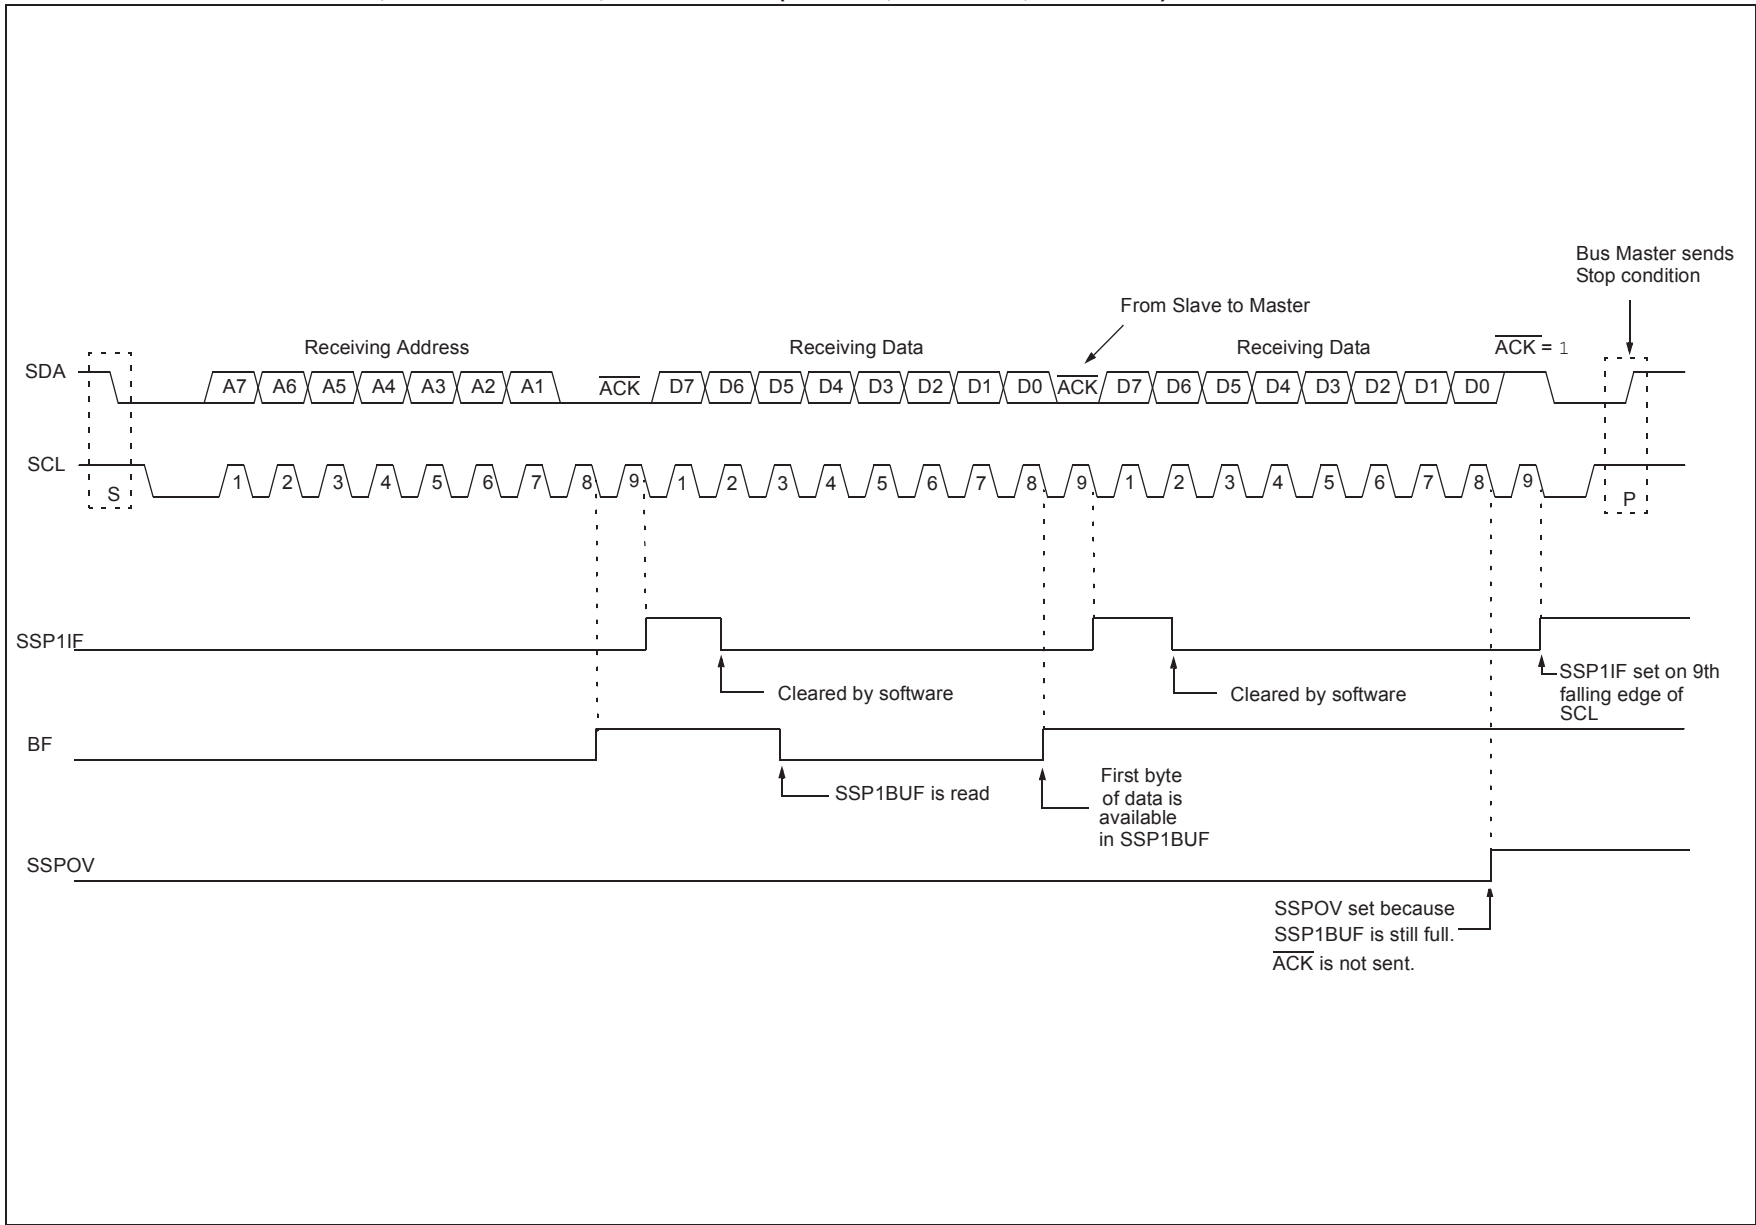 Bus Master sends
Stop condition
From Slave to Master
Receiving Address
Receiving Data
Receiving Data
ACK = 1
SDA
A7 A6 A5 A4 A3 A2 A1 ACK D7 D6 D5 D4 D3 D2 D1 D0 ACK D7 D6 D5 D4 D3 D2 D1 D0
SCL
S
1 2 3 4 5 6 7 8 9 1 2 3 4 5 6 7 8 9 1 2 3 4 5 6 7 8 9
P
SSP1IF
Cleared by software
Cleared by software
SSP1IF set on 9th
falling edge of
SCL
BF
SSP1BUF is read
First byte
of data is
available
in SSP1BUF
SSPOV
SSPOV set because
SSP1BUF is still full.
ACK is not sent.